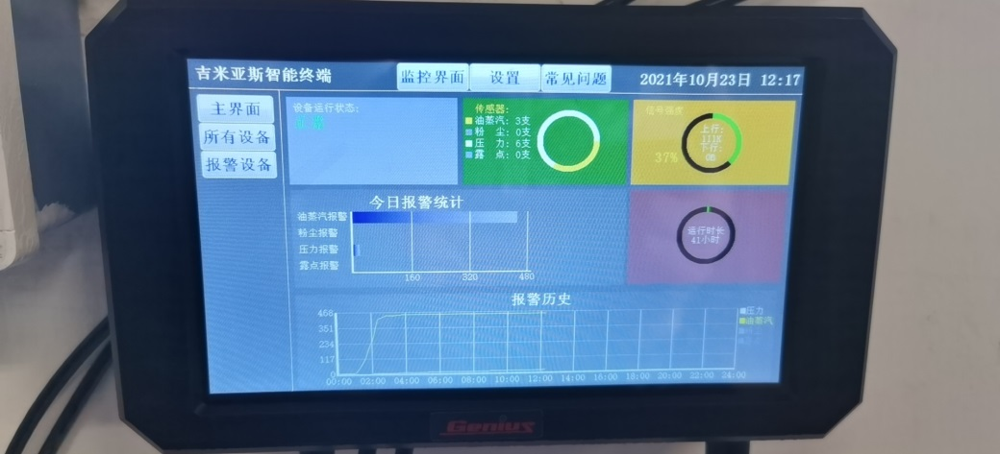 吉米亚斯智能终端
监控界面 设置 常见问题
2021年10月23日 12:17
主界面
所有设备
报警设备
设备运行状态:
传感器:
油蒸汽: 3支
粉 尘: 0支
压 力: 6支
露 点: 0支
信号强度
37%
上行:
下行:
运行时长
41小时
今日报警统计
油蒸汽报警
粉尘报警
压力报警
露点报警
160 320 480
报警历史
468
351
234
117
0
00:00 02:00 04:00 06:00 08:00 10:00 12:00 14:00 16:00 18:00 20:00 22:00 24:00
压力
油蒸汽
Genius